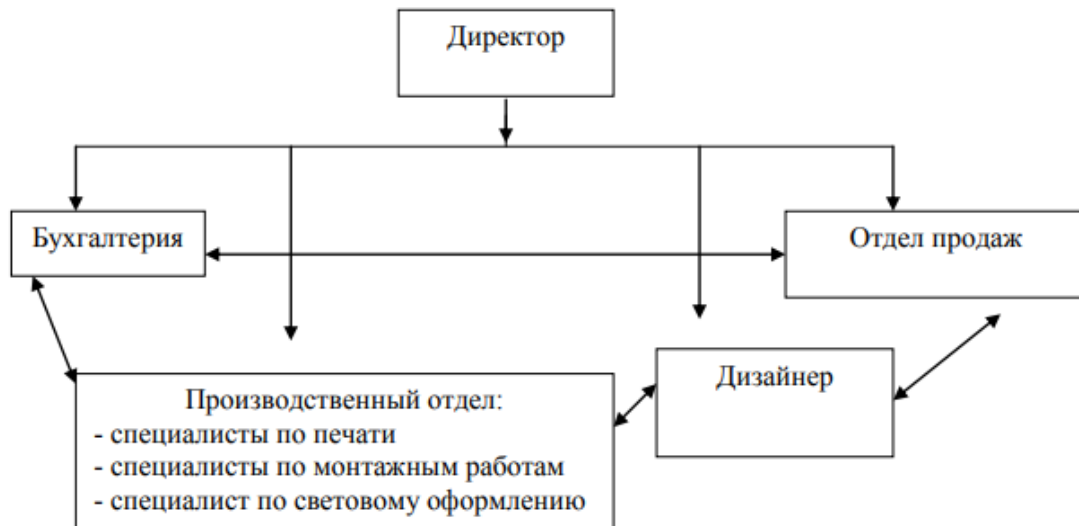 Директор
Бухгалтерия
Отдел продаж
Дизайнер
Производственный отдел:
- специалисты по печати
- специалисты по монтажным работам
- специалист по световому оформлению